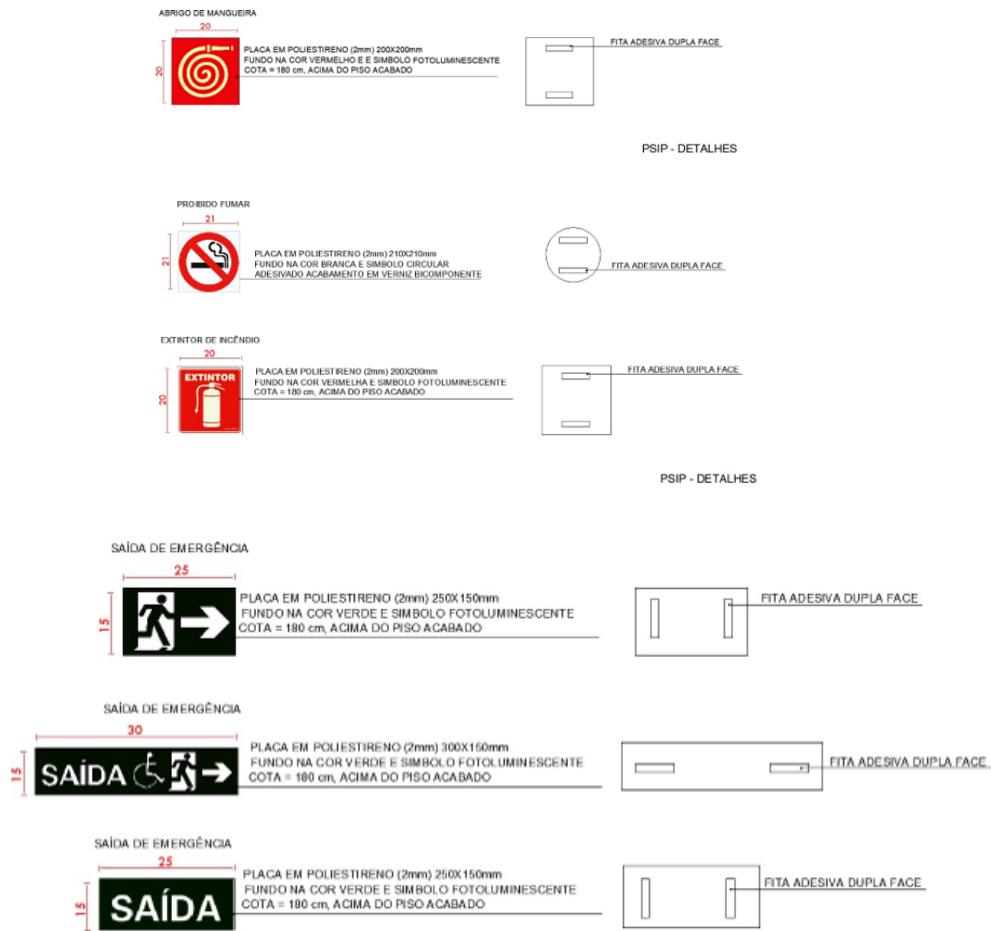 ABRIGO DE MANGUEIRA
20
20
PLACA EM POLIESTIRENO (2mm) 200X200mm
FUNDO NA COR VERMELHO E E SIMBOLO FOTOLUMINESCENTE
COTA = 180 cm, ACIMA DO PISO ACABADO
FITA ADESIVA DUPLA FACE
PSIP - DETALHES
PROIBIDO FUMAR
21
21
PLACA EM POLIESTIRENO (2mm) 210X210mm
FUNDO NA COR BRANCA E SIMBOLO CIRCULAR
ADESIVADO ACABAMENTO EM VERNIZ BICOMPONENTE
FITA ADESIVA DUPLA FACE
EXTINTOR DE INCÊNDIO
20
20
EXTINTOR
PLACA EM POLIESTIRENO (2mm) 200X200mm
FUNDO NA COR VERMELHA E SIMBOLO FOTOLUMINESCENTE
COTA = 180 cm, ACIMA DO PISO ACABADO
FITA ADESIVA DUPLA FACE
PSIP - DETALHES
SAÍDA DE EMERGÊNCIA
25
15
PLACA EM POLIESTIRENO (2mm) 250X150mm
FUNDO NA COR VERDE E SIMBOLO FOTOLUMINESCENTE
COTA = 180 cm, ACIMA DO PISO ACABADO
FITA ADESIVA DUPLA FACE
SAÍDA DE EMERGÊNCIA
30
15
SAÍDA
PLACA EM POLIESTIRENO (2mm) 300X150mm
FUNDO NA COR VERDE E SIMBOLO FOTOLUMINESCENTE
COTA = 180 cm, ACIMA DO PISO ACABADO
FITA ADESIVA DUPLA FACE
SAÍDA DE EMERGÊNCIA
25
15
SAÍDA
PLACA EM POLIESTIRENO (2mm) 250X150mm
FUNDO NA COR VERDE E SIMBOLO FOTOLUMINESCENTE
COTA = 180 cm, ACIMA DO PISO ACABADO
FITA ADESIVA DUPLA FACE